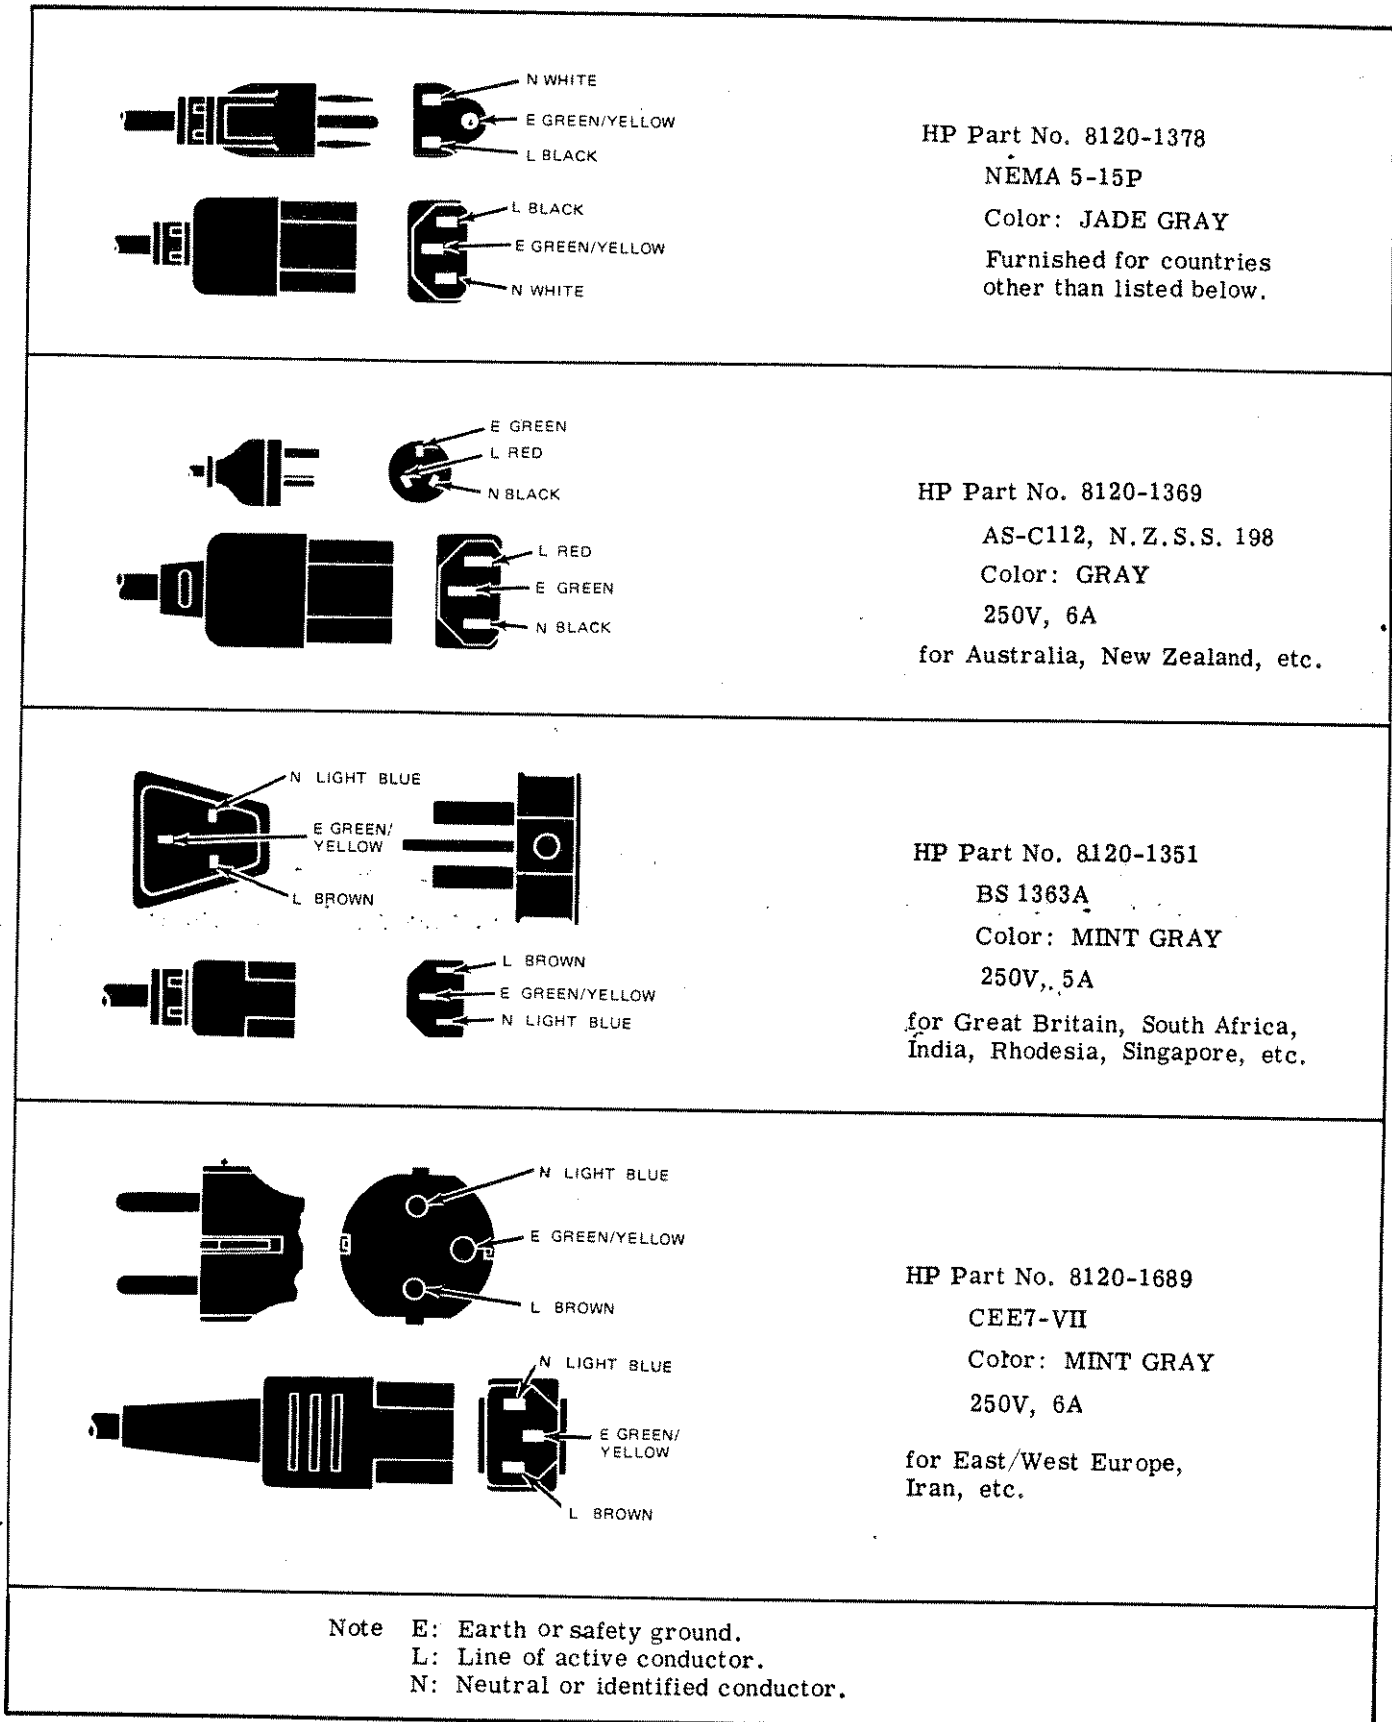 N WHITE
E GREEN/YELLOW
L BLACK
L BLACK
E GREEN/YELLOW
N WHITE
HP Part No. 8120-1378
NEMA 5-15P
Color: JADE GRAY
Furnished for countries
other than listed below.
E GREEN
L RED
N BLACK
L RED
E GREEN
N BLACK
HP Part No. 8120-1369
AS-C112, N.Z.S.S. 198
Color: GRAY
250V, 6A
for Australia, New Zealand, etc.
N LIGHT BLUE
E GREEN/
YELLOW
L BROWN
L BROWN
E GREEN/YELLOW
N LIGHT BLUE
HP Part No. 8120-1351
BS 1363A
Color: MINT GRAY
250V, 5A
for Great Britain, South Africa,
India, Rhodesia, Singapore, etc.
N LIGHT BLUE
E GREEN/YELLOW
L BROWN
N LIGHT BLUE
E GREEN/
YELLOW
L BROWN
HP Part No. 8120-1689
CEE7-VII
Color: MINT GRAY
250V, 6A
for East/West Europe,
Iran, etc.
Note E: Earth or safety ground.
L: Line of active conductor.
N: Neutral or identified conductor.